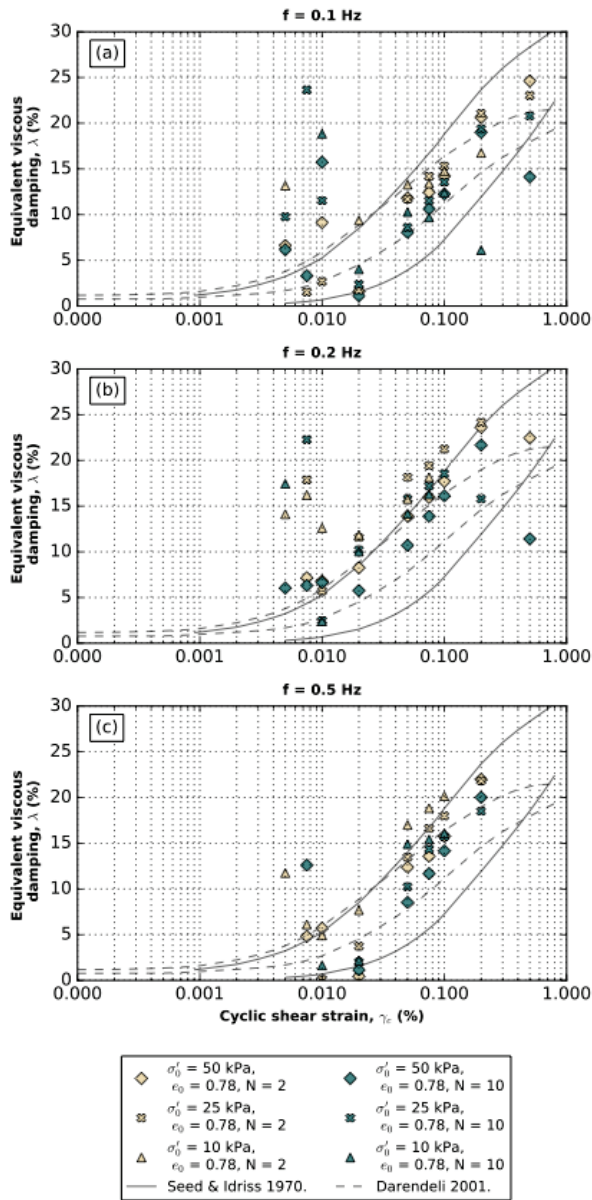 f = 0.1 Hz
(a)
Equivalent viscous
damping, λ (%)
30
25
20
15
10
5
0
0.000 0.001 0.010 0.100 1.000
f = 0.2 Hz
(b)
Equivalent viscous
damping, λ (%)
30
25
20
15
10
5
0
0.000 0.001 0.010 0.100 1.000
f = 0.5 Hz
(c)
Equivalent viscous
damping, λ (%)
30
25
20
15
10
5
0
0.000 0.001 0.010 0.100 1.000
Cyclic shear strain, γc (%)
σ′0 = 50 kPa,
e0 = 0.78, N = 2
σ′0 = 25 kPa,
e0 = 0.78, N = 2
σ′0 = 10 kPa,
e0 = 0.78, N = 2
Seed & Idriss 1970.
σ′0 = 50 kPa,
e0 = 0.78, N = 10
σ′0 = 25 kPa,
e0 = 0.78, N = 10
σ′0 = 10 kPa,
e0 = 0.78, N = 10
Darendeli 2001.